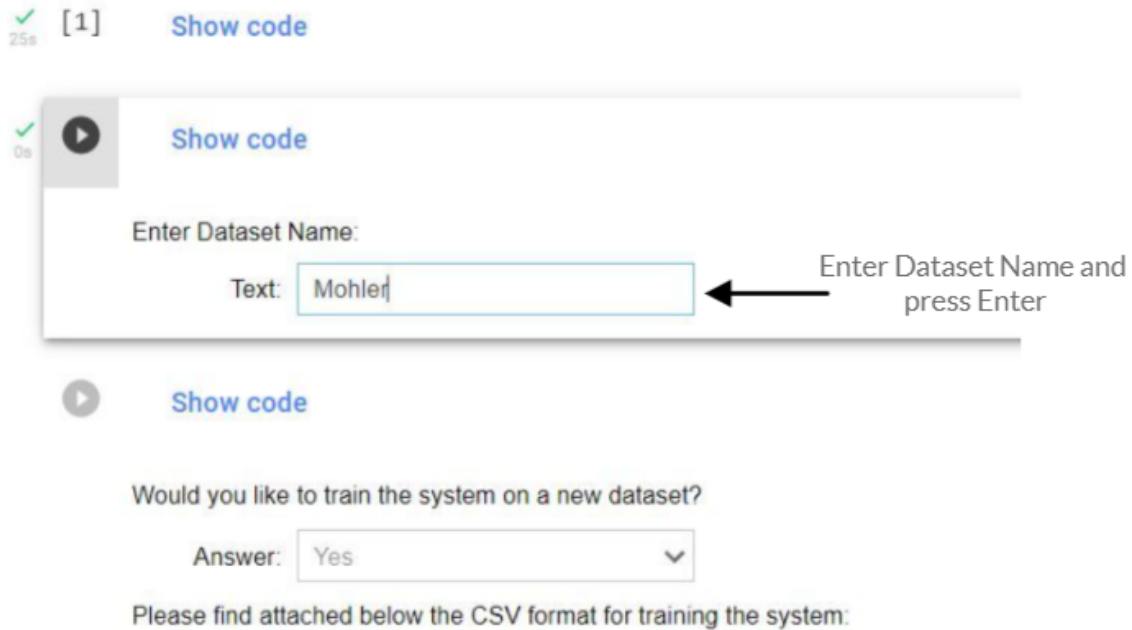 [1] Show code
25s
Show code
0s
Enter Dataset Name:
Text: Mohler
Enter Dataset Name and
press Enter
Show code
Would you like to train the system on a new dataset?
Answer: Yes
Please find attached below the CSV format for training the system: